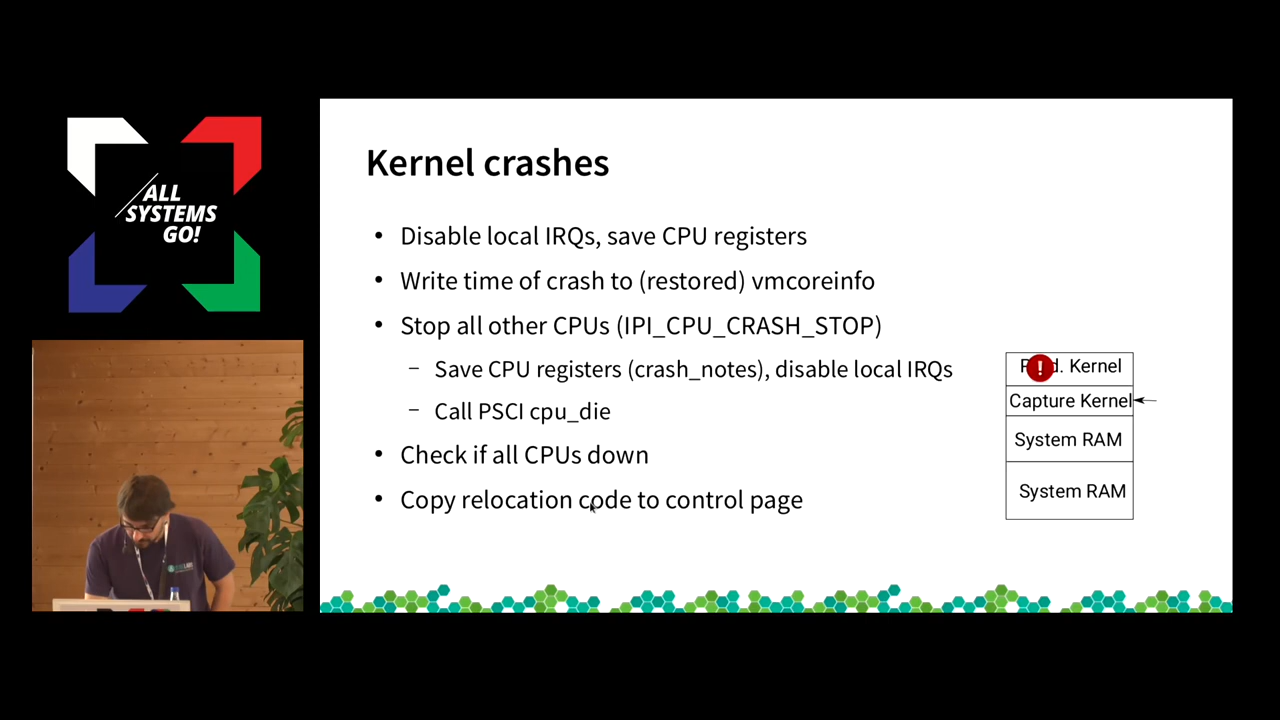 ALL
SYSTEMS
GO!
Kernel crashes
• Disable local IRQs, save CPU registers
• Write time of crash to (restored) vmcoreinfo
• Stop all other CPUs (IPI_CPU_CRASH_STOP)
– Save CPU registers (crash_notes), disable local IRQs
– Call PSCI cpu_die
• Check if all CPUs down
• Copy relocation code to control page
! d. Kernel
Capture Kernel
System RAM
System RAM